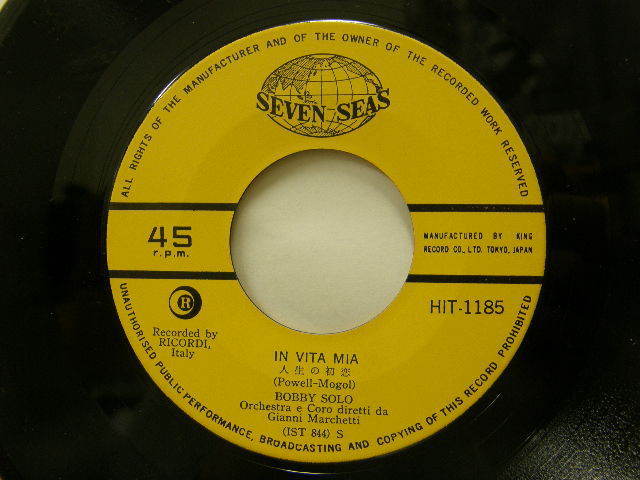 ALL RIGHTS OF THE MANUFACTURER AND OF THE OWNER OF THE RECORDED WORK RESERVED
SEVEN SEAS
45
r.p.m.
MANUFACTURED BY KING
RECORD CO., LTD. TOKYO, JAPAN
R
Recorded by
RICORDI,
Italy
HIT-1185
IN VITA MIA
人生の初恋
(Powell-Mogol)
BOBBY SOLO
Orchestra e Coro diretti da
Gianni Marchetti
(IST 844) S
UNAUTHORISED PUBLIC PERFORMANCE, BROADCASTING AND COPYING OF THIS RECORD PROHIBITED